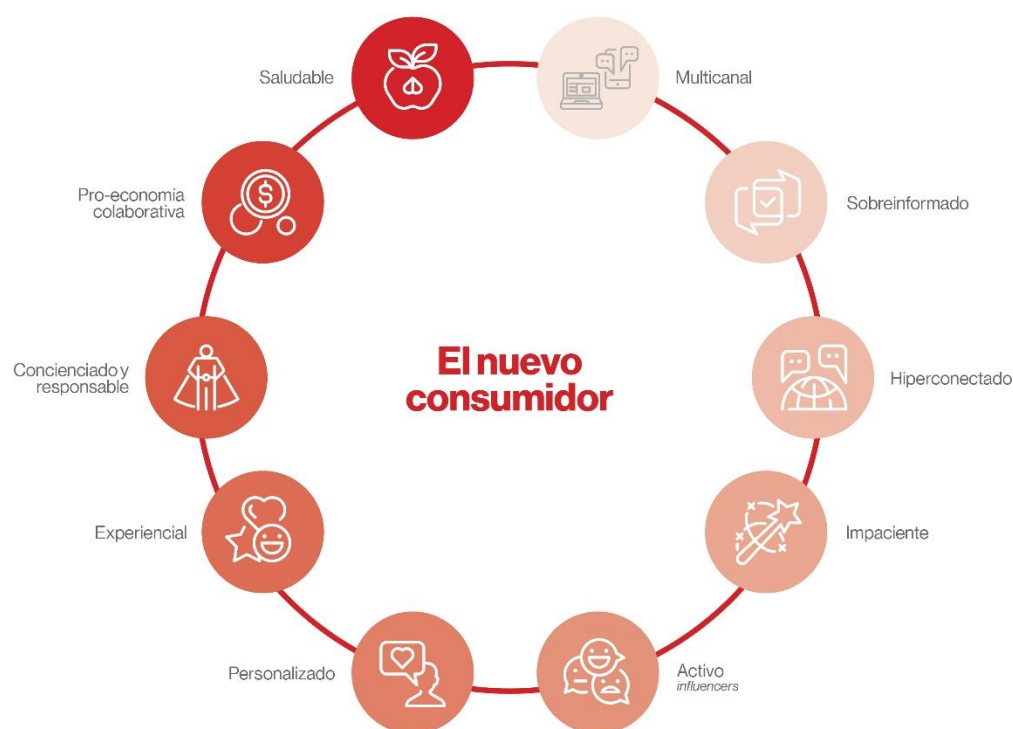 Saludable
Multicanal
Pro-economía
colaborativa
Sobreinformado
El nuevo
consumidor
Concienciado y
responsable
Hiperconectado
Experiencial
Impaciente
Personalizado
Activo
influencers
$